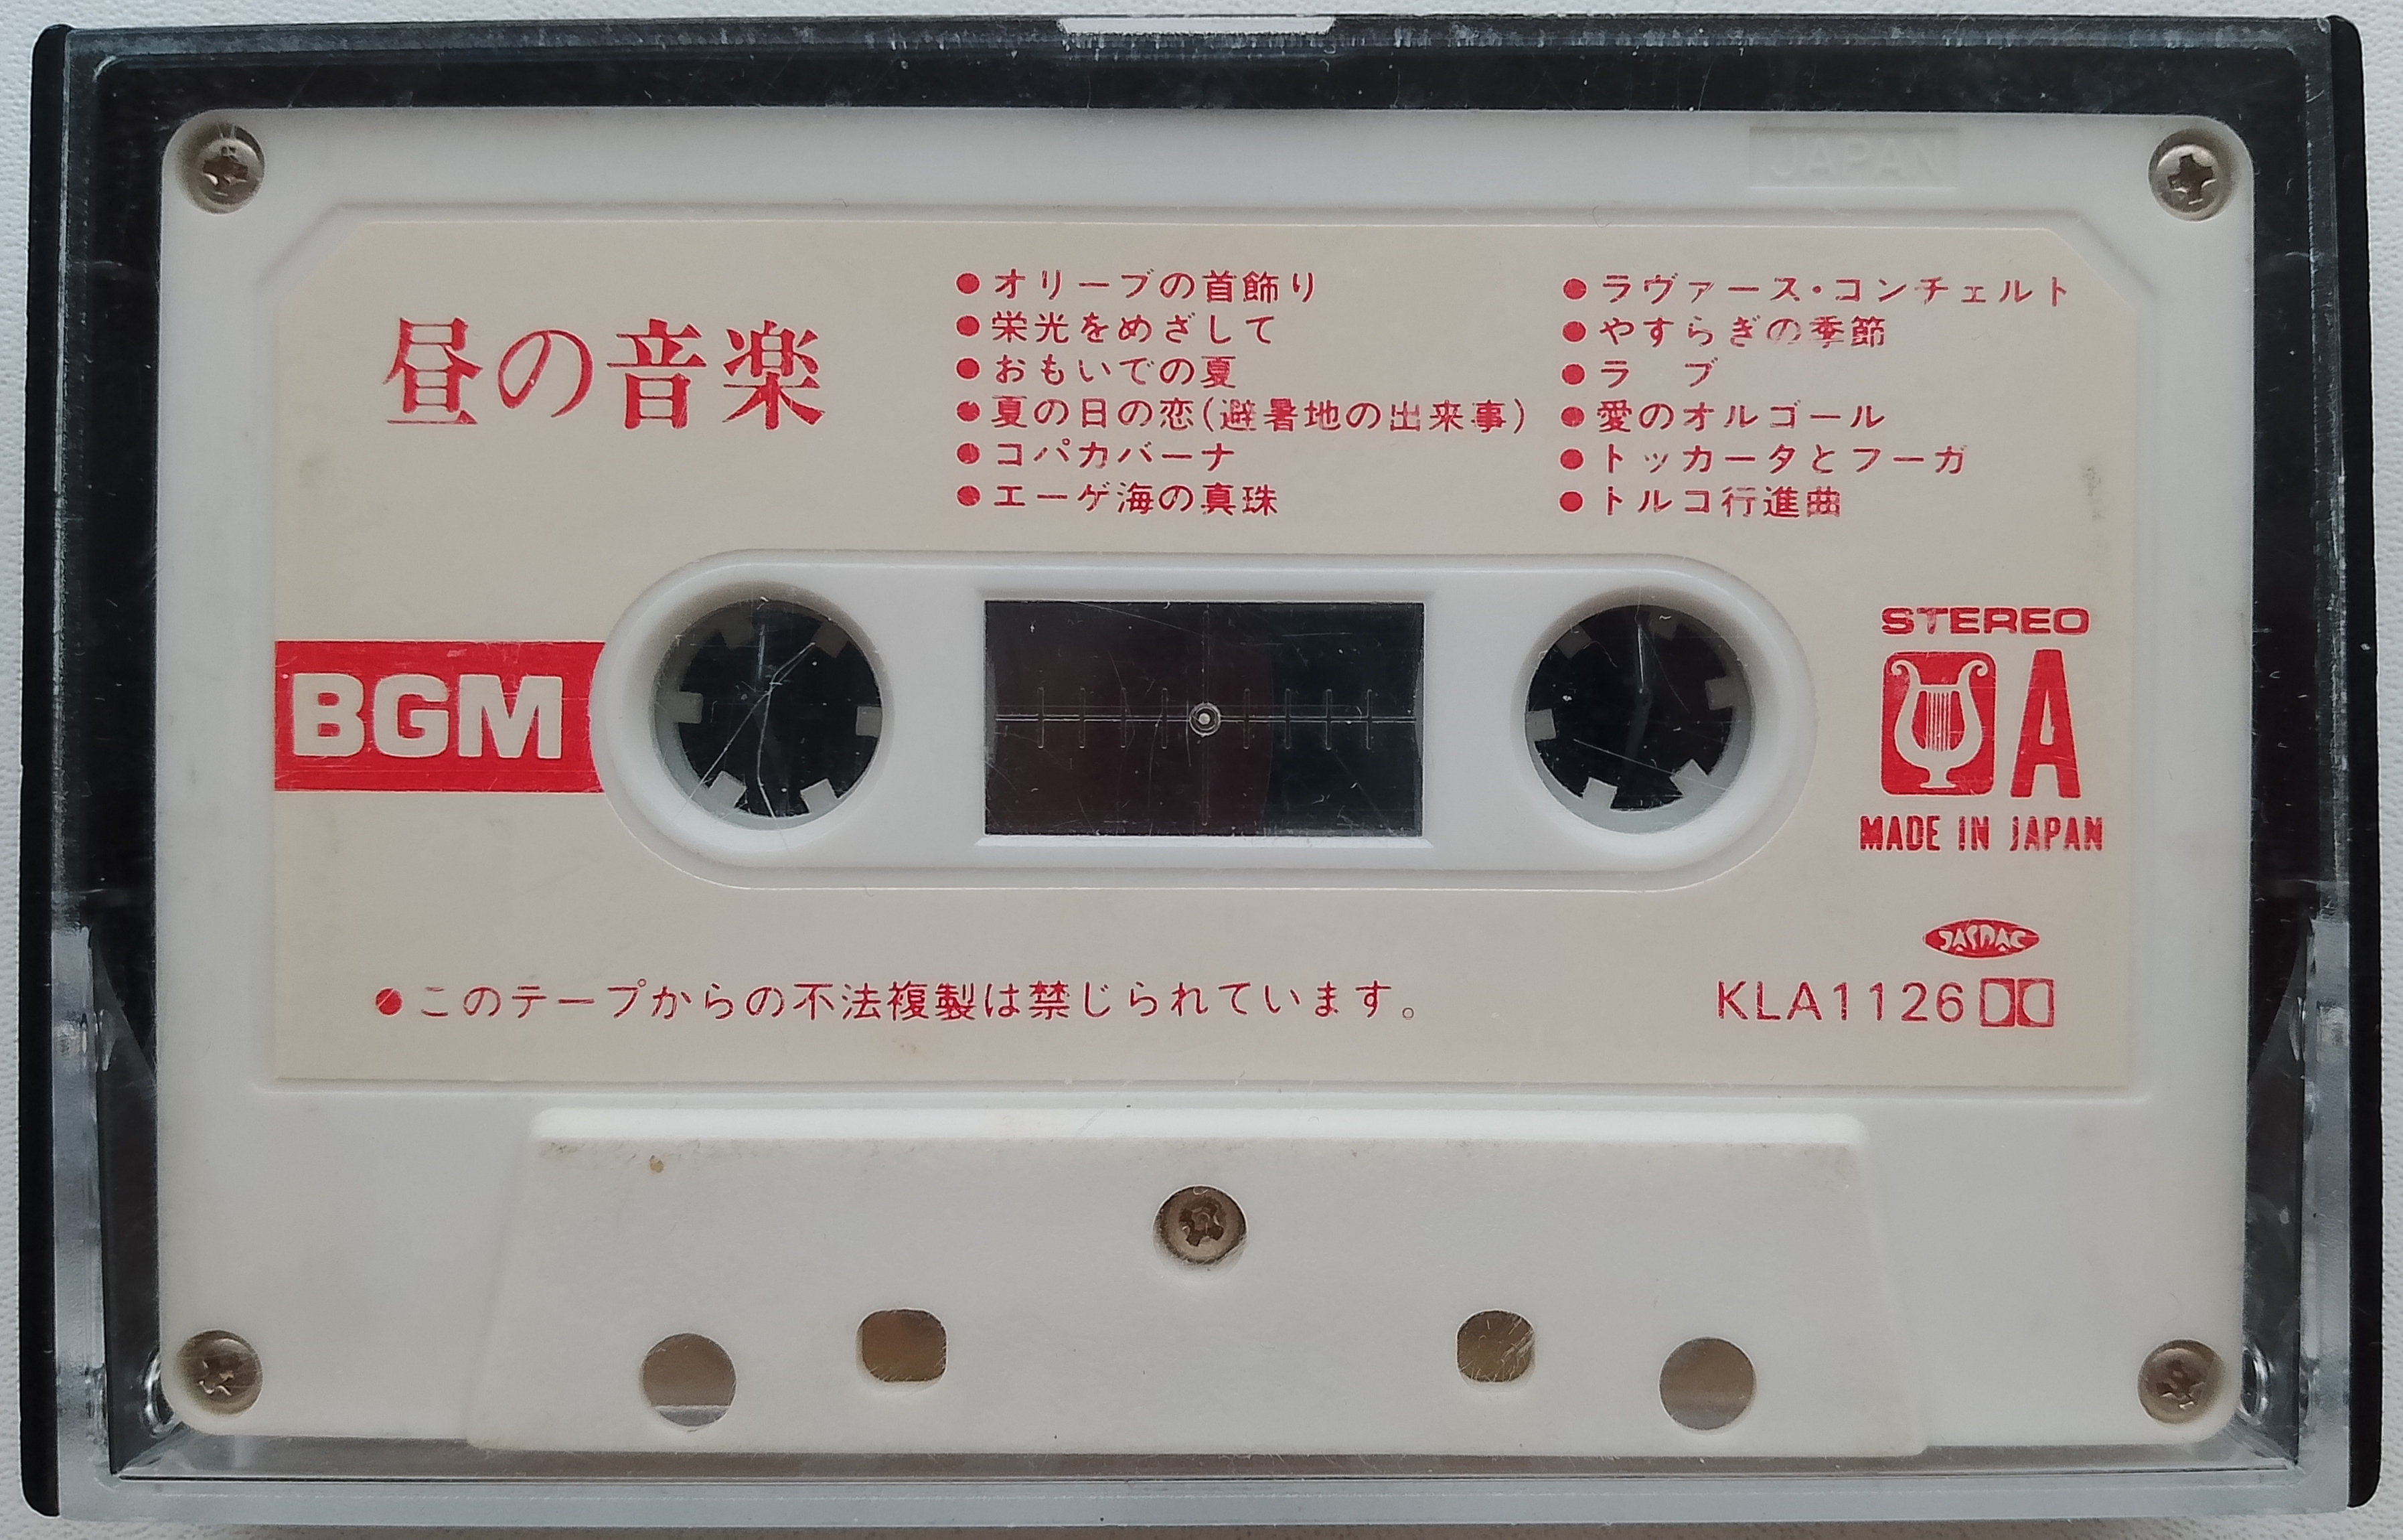 JAPAN
昼の音楽
●オリーブの首飾り
●栄光をめざして
●おもいでの夏
●夏の日の恋(避暑地の出来事)
●コパカバーナ
●エーゲ海の真珠
●ラヴァース・コンチェルト
●やすらぎの季節
●ラ ブ
●愛のオルゴール
●トッカータとフーガ
●トルコ行進曲
BGM
STEREO
A
MADE IN JAPAN
JASRAC
●このテープからの不法複製は禁じられています。
KLA1126